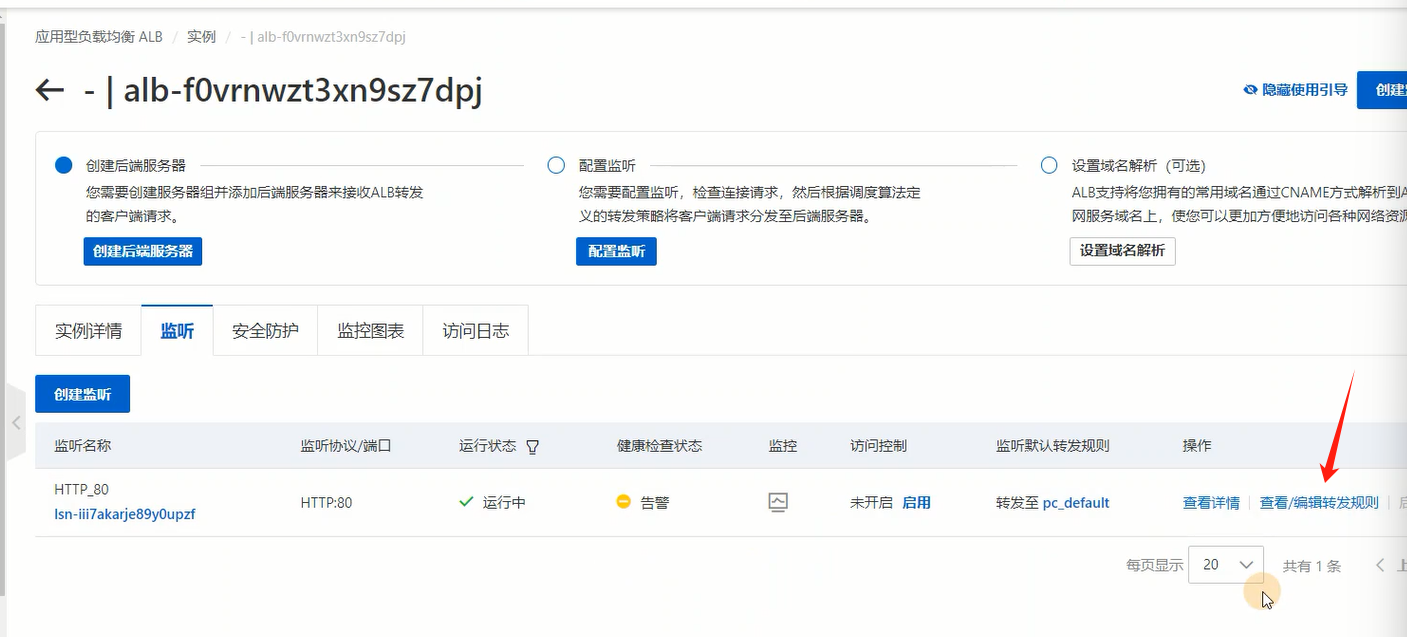 应用型负载均衡 ALB / 实例 / - | alb-f0vrnwzt3xn9sz7dpj
- | alb-f0vrnwzt3xn9sz7dpj
隐藏使用引导
创建
创建后端服务器
您需要创建服务器组并添加后端服务器来接收ALB转发
的客户端请求。
创建后端服务器
配置监听
您需要配置监听，检查连接请求，然后根据调度算法定
义的转发策略将客户端请求分发至后端服务器。
配置监听
设置域名解析（可选）
ALB支持将您拥有的常用域名通过CNAME方式解析到
网服务域名上，使您可以更加方便地访问各种网络资源
设置域名解析
实例详情 监听 安全防护 监控图表 访问日志
创建监听
监听名称 监听协议/端口 运行状态 健康检查状态 监控 访问控制 监听默认转发规则 操作
HTTP_80
lsn-iii7akarje89y0upzf
HTTP:80 运行中 告警 未开启 启用 转发至 pc_default 查看详情 查看/编辑转发规则
每页显示 20 共有 1 条